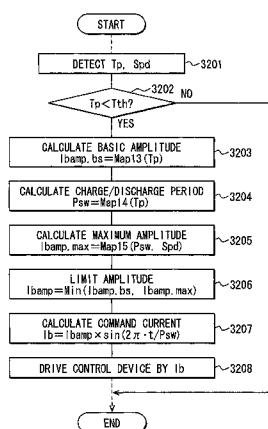 START
DETECT Tp, Spd
3201
3202
Tp<Tth?
NO
YES
CALCULATE BASIC AMPLITUDE
Ibamp.bs=Map13(Tp)
3203
CALCULATE CHARGE/DISCHARGE PERIOD
Psw=Map14(Tp)
3204
CALCULATE MAXIMUM AMPLITUDE
Ibamp.max=Map15(Psw, Spd)
3205
LIMIT AMPLITUDE
Ibamp=Min(Ibamp.bs, Ibamp.max)
3206
CALCULATE COMMAND CURRENT
Ib=Ibamp×sin(2π·t/Psw)
3207
DRIVE CONTROL DEVICE BY Ib
3208
END